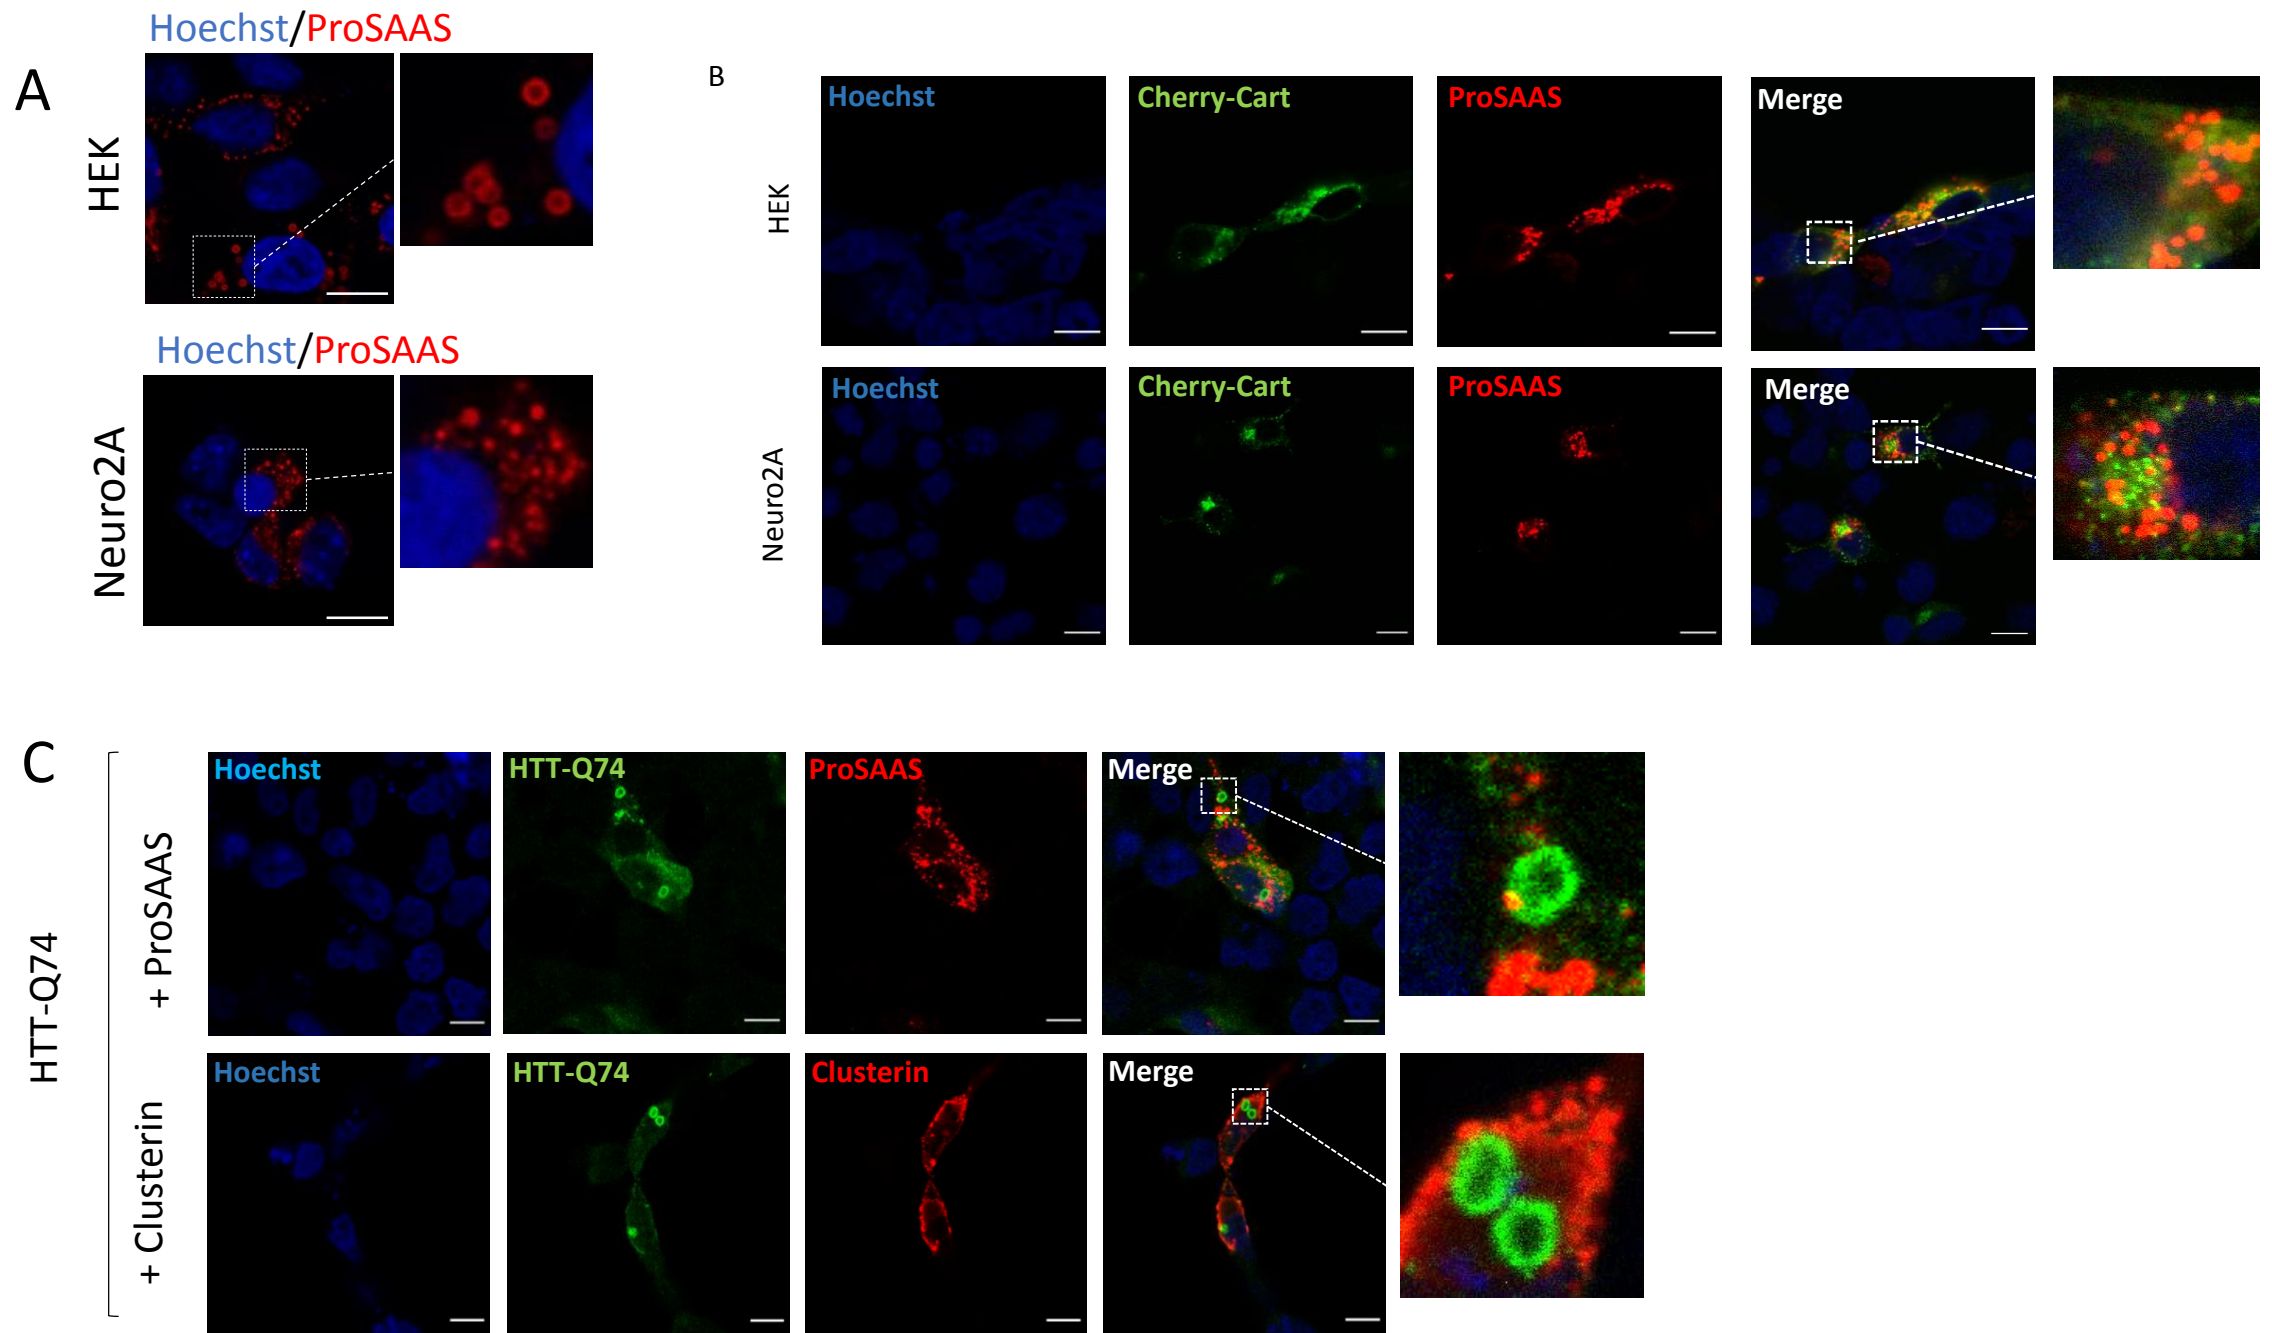 A
Hoechst/ProSAAS
HEK
Hoechst/ProSAAS
Neuro2A
B
HEK
Hoechst
Cherry-Cart
ProSAAS
Merge
Neuro2A
Hoechst
Cherry-Cart
ProSAAS
Merge
C
HTT-Q74
+ ProSAAS
Hoechst
HTT-Q74
ProSAAS
Merge
+ Clusterin
Hoechst
HTT-Q74
Clusterin
Merge